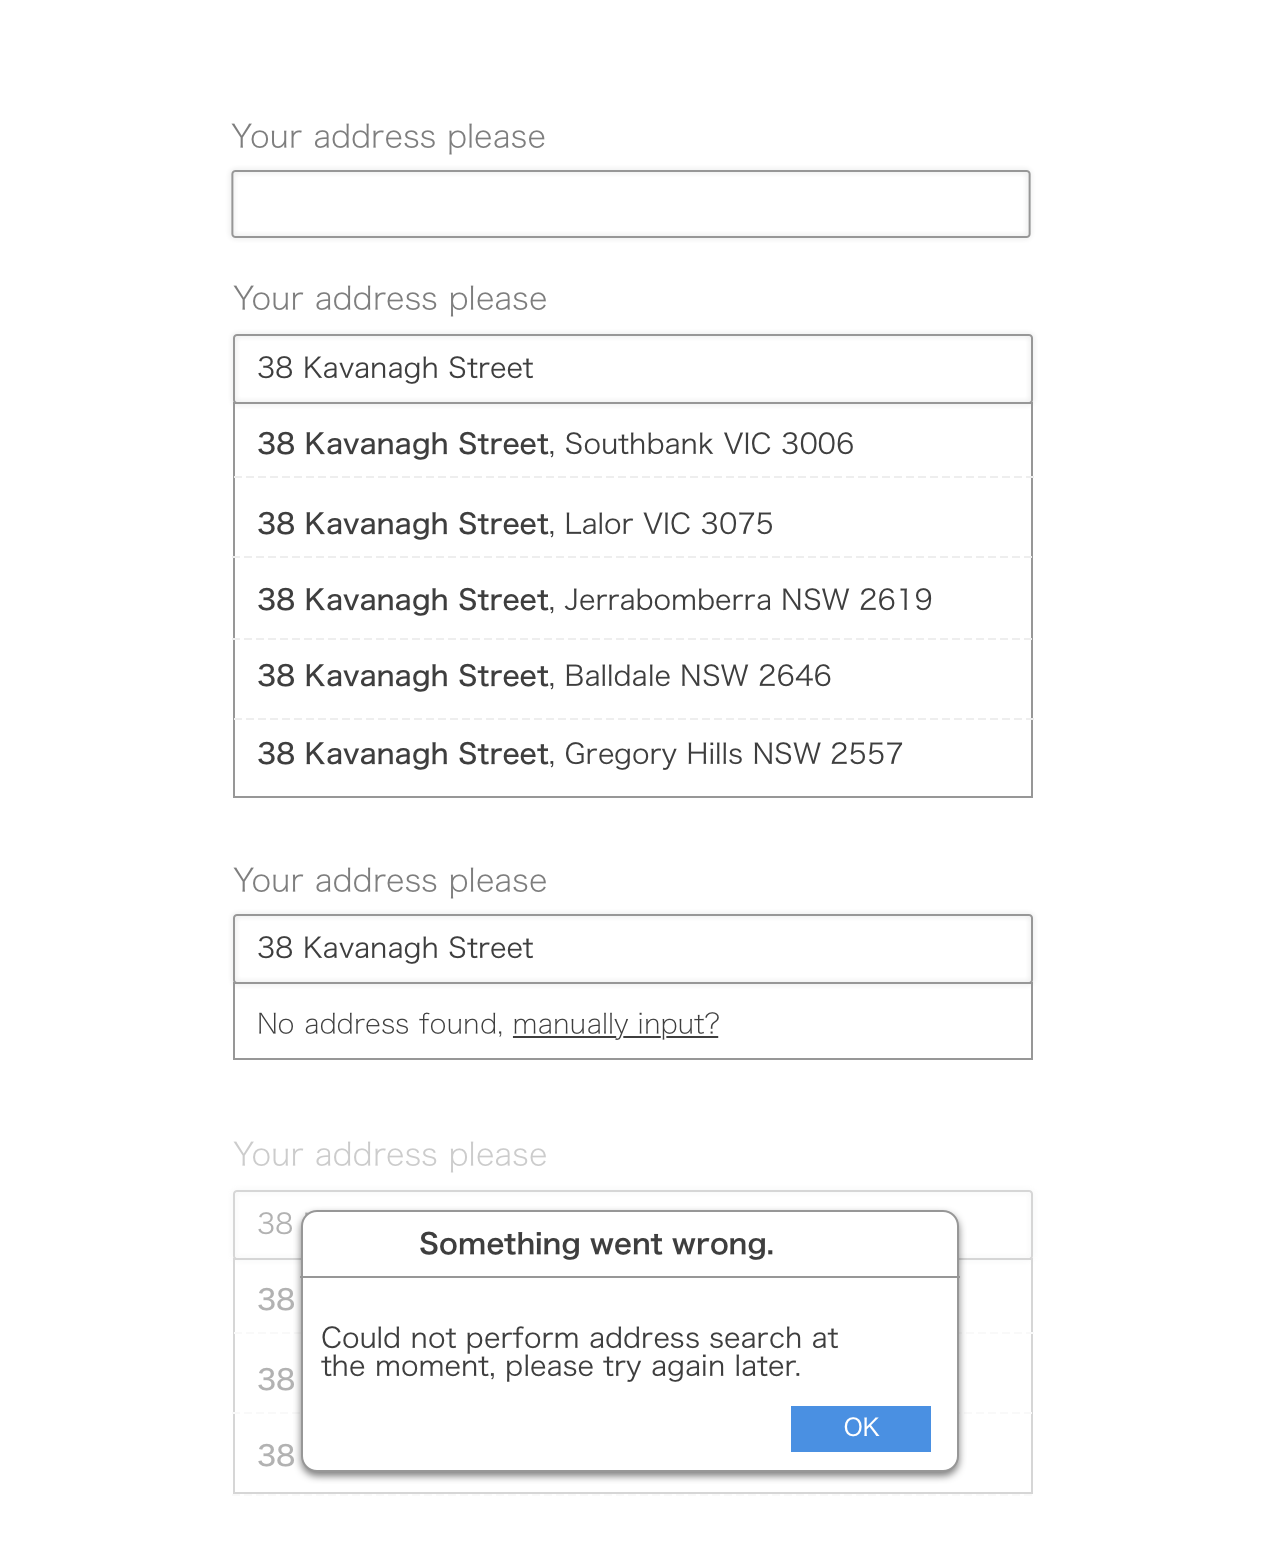 Your address please
Your address please
38 Kavanagh Street
38 Kavanagh Street, Southbank VIC 3006
38 Kavanagh Street, Lalor VIC 3075
38 Kavanagh Street, Jerrabomberra NSW 2619
38 Kavanagh Street, Balldale NSW 2646
38 Kavanagh Street, Gregory Hills NSW 2557
Your address please
38 Kavanagh Street
No address found, manually input?
Your address please
38
Something went wrong.
38
Could not perform address search at
the moment, please try again later.
38
OK
38